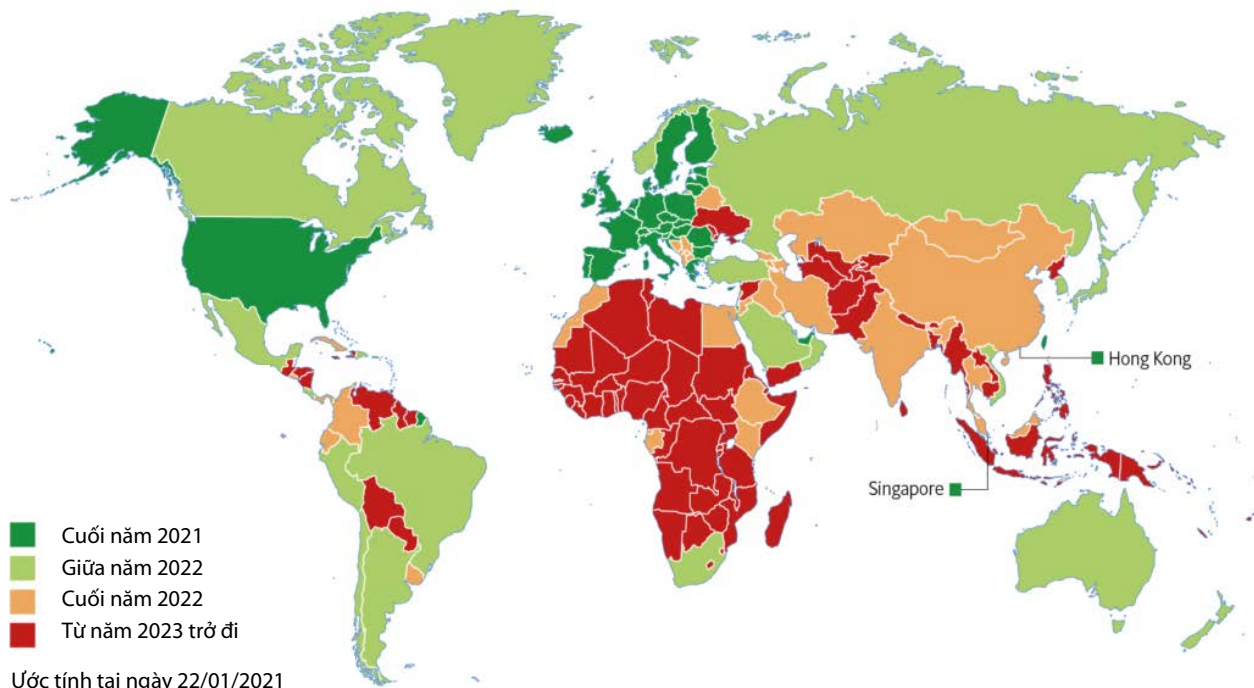 Hong Kong
Singapore
Cuối năm 2021
Giữa năm 2022
Cuối năm 2022
Từ năm 2023 trở đi
Ước tính tại ngày 22/01/2021